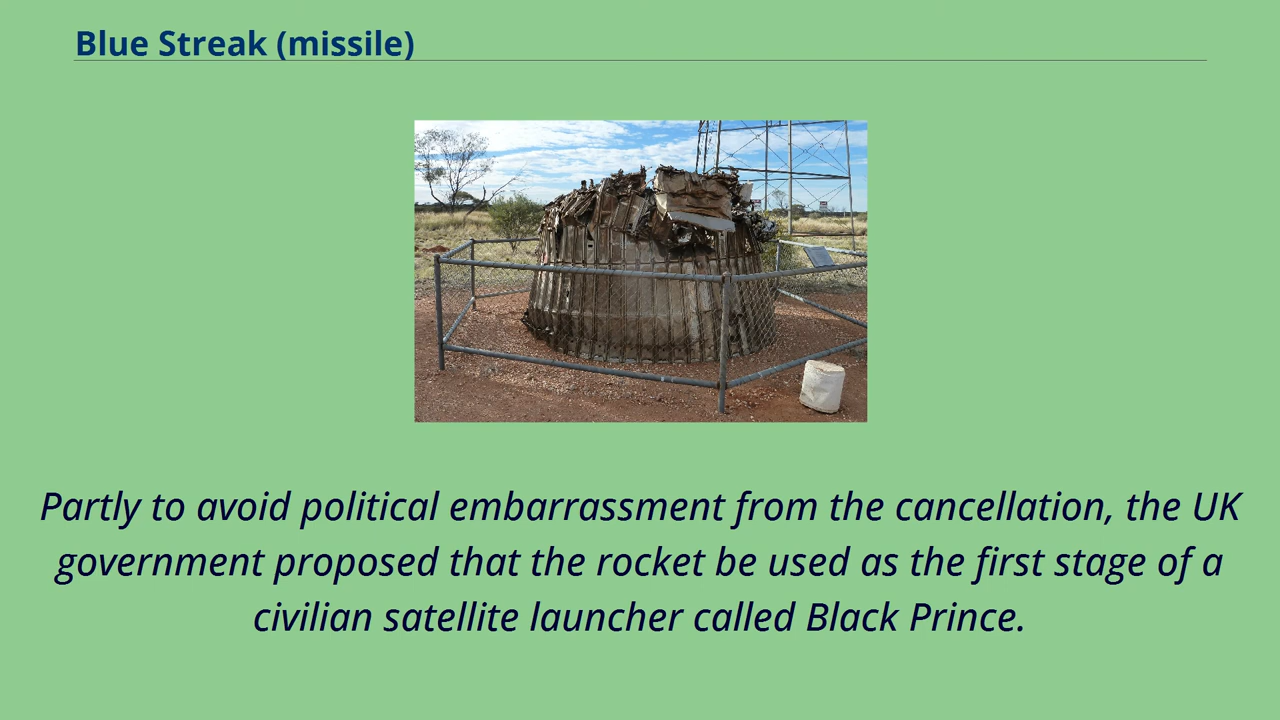 Blue Streak (missile)
Partly to avoid political embarrassment from the cancellation, the UK
government proposed that the rocket be used as the first stage of a
civilian satellite launcher called Black Prince.